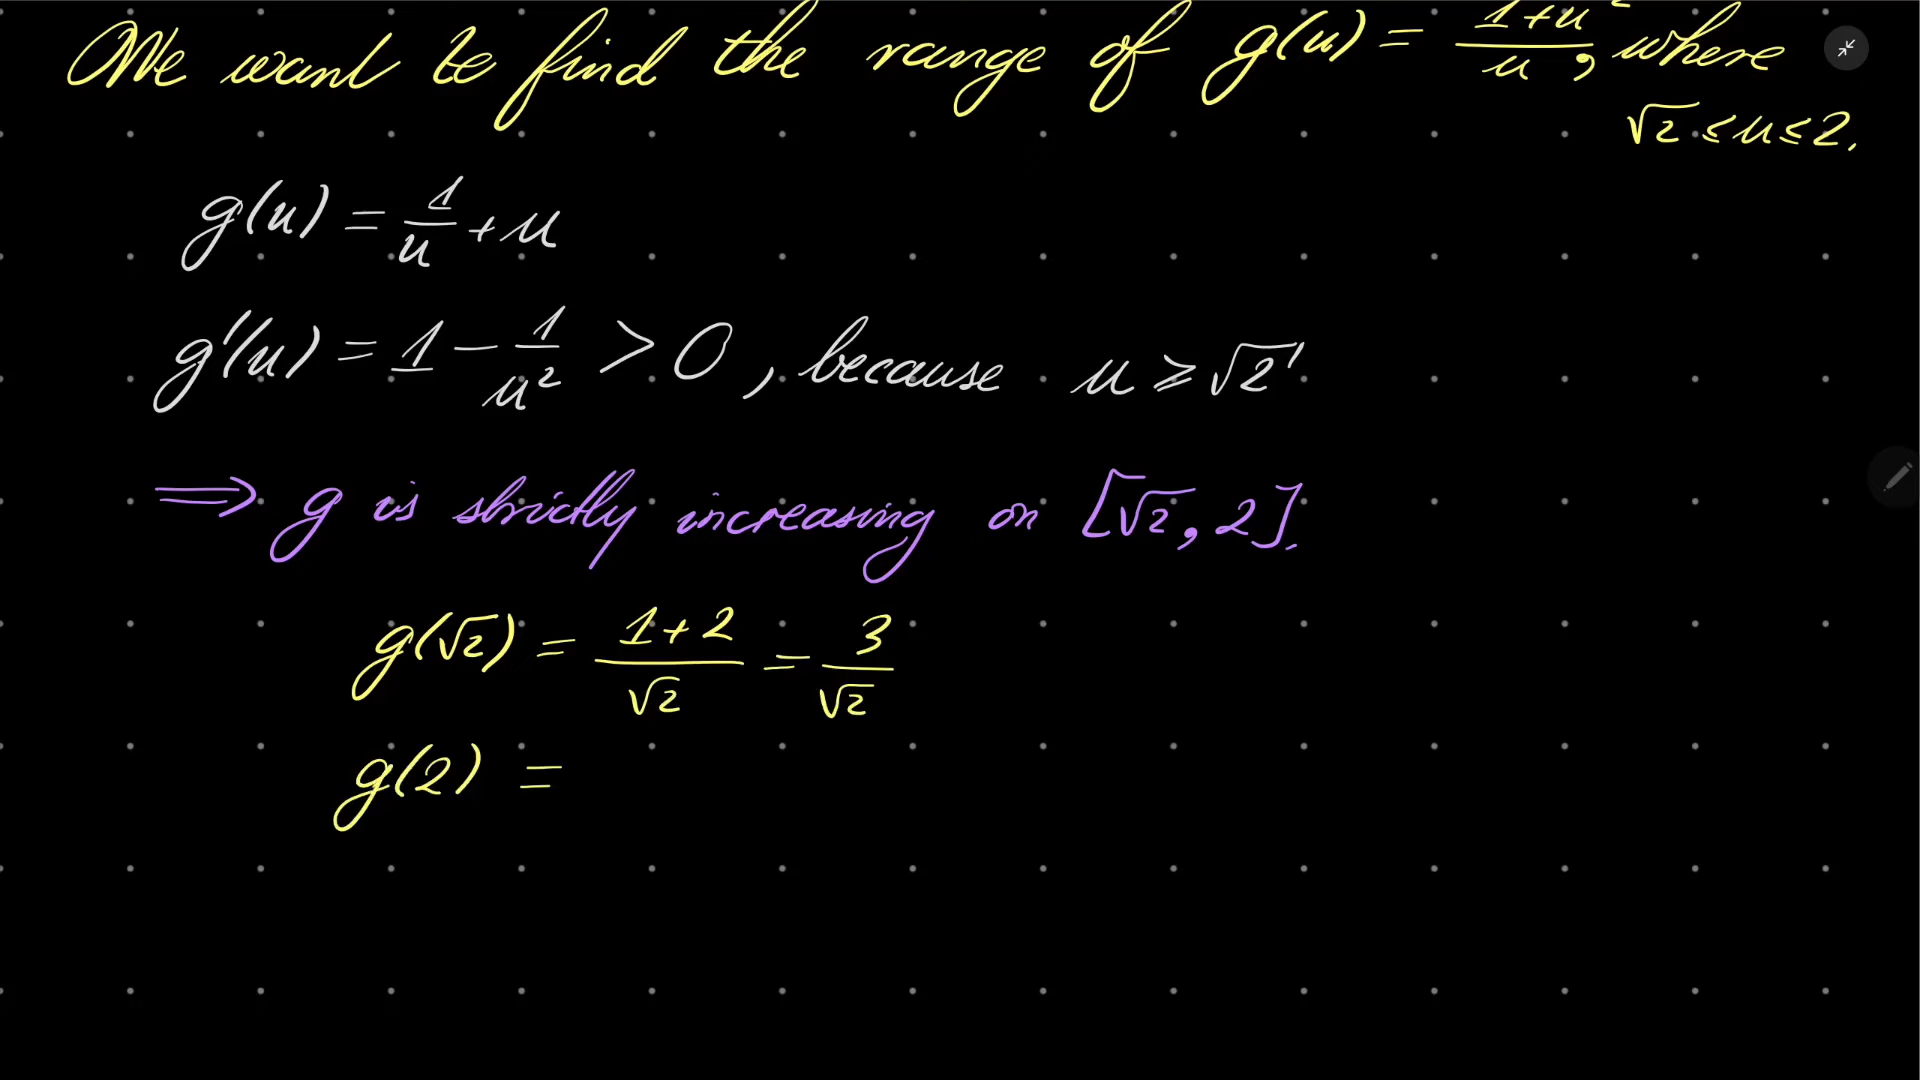 We want to find the range of g(u) = (1+u²)/u, where
√2 ≤ u ≤ 2.
g(u) = 1/u + u
g'(u) = 1 − 1/u² > 0, because u ≥ √2
⟹ g is strictly increasing on [√2, 2].
g(√2) = (1+2)/√2 = 3/√2
g(2) =